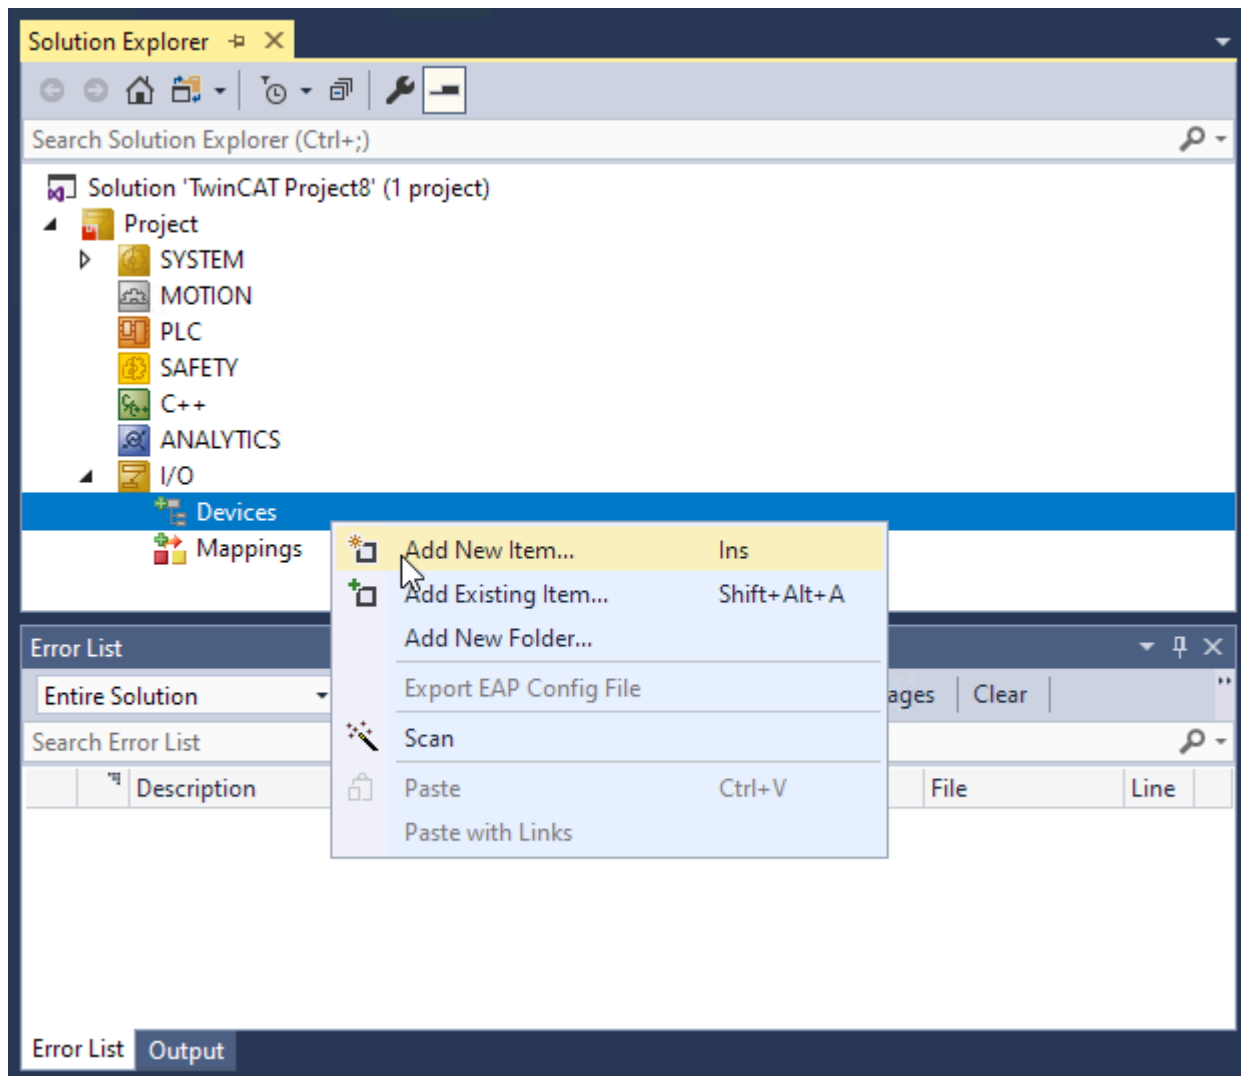 Solution Explorer
Search Solution Explorer (Ctrl+;)
Solution 'TwinCAT Project8' (1 project)
Project
SYSTEM
MOTION
PLC
SAFETY
C++
ANALYTICS
I/O
Devices
Mappings
Add New Item... Ins
Add Existing Item... Shift+Alt+A
Add New Folder...
Export EAP Config File
Scan
Paste Ctrl+V
Paste with Links
Error List
Entire Solution
ages Clear
Search Error List
Description File Line
Error List Output